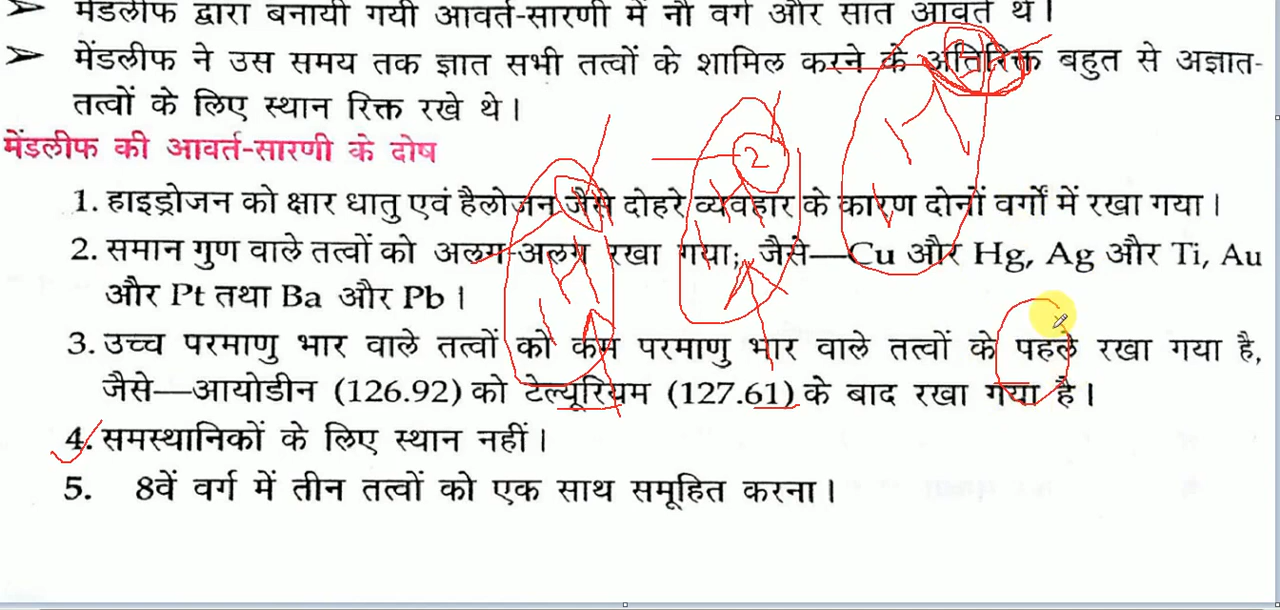 ➤ मेंडलीफ द्वारा बनायी गयी आवर्त-सारणी में नौ वर्ग और सात आवर्त थे।
➤ मेंडलीफ ने उस समय तक ज्ञात सभी तत्वों के शामिल करने के अतिरिक्त बहुत से अज्ञात-
तत्वों के लिए स्थान रिक्त रखे थे।
मेंडलीफ की आवर्त-सारणी के दोष
2
1. हाइड्रोजन को क्षार धातु एवं हैलोजन जैसे दोहरे व्यवहार के कारण दोनों वर्गों में रखा गया।
2. समान गुण वाले तत्वों को अलग-अलग रखा गया; जैसे—Cu और Hg, Ag और Ti, Au
और Pt तथा Ba और Pb।
3. उच्च परमाणु भार वाले तत्वों को कम परमाणु भार वाले तत्वों के पहले रखा गया है,
जैसे—आयोडीन (126.92) को टेल्यूरियम (127.61) के बाद रखा गया है।
4. समस्थानिकों के लिए स्थान नहीं।
5. 8वें वर्ग में तीन तत्वों को एक साथ समूहित करना।